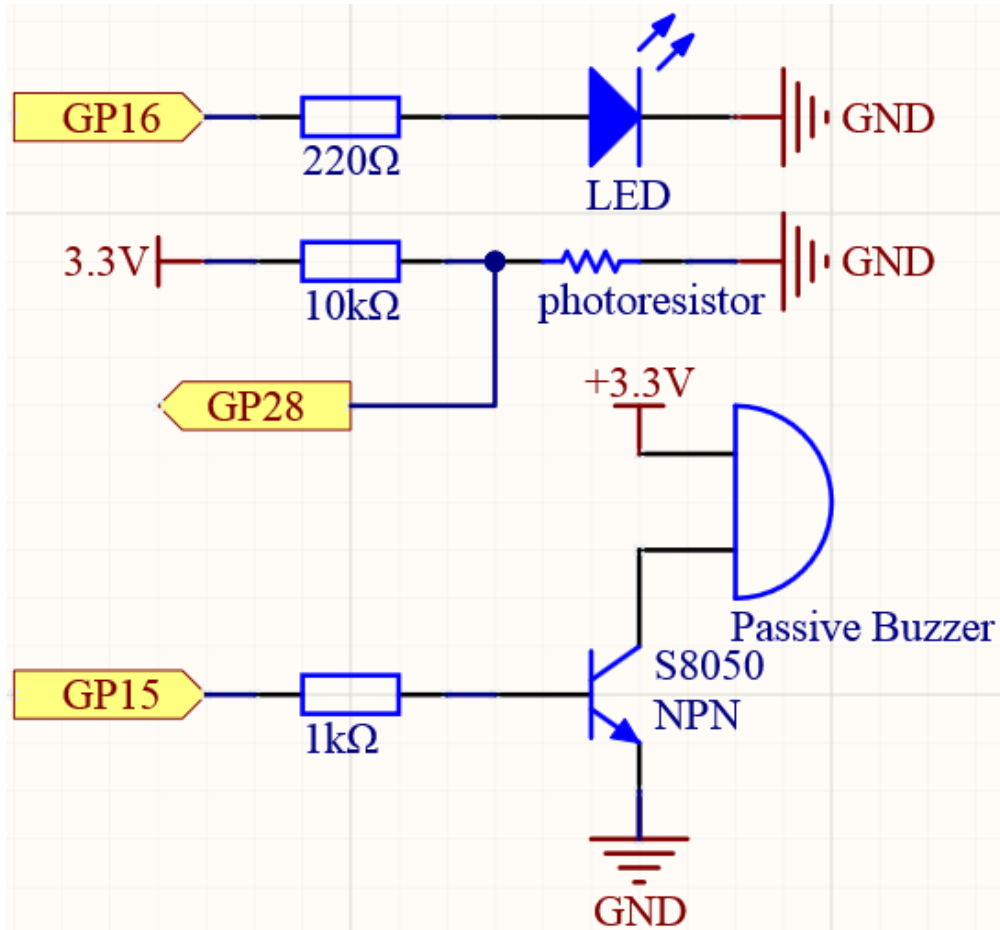 GP16
220Ω
LED
GND
3.3V
10kΩ
photoresistor
GND
GP28
+3.3V
Passive Buzzer
GP15
1kΩ
S8050
NPN
GND